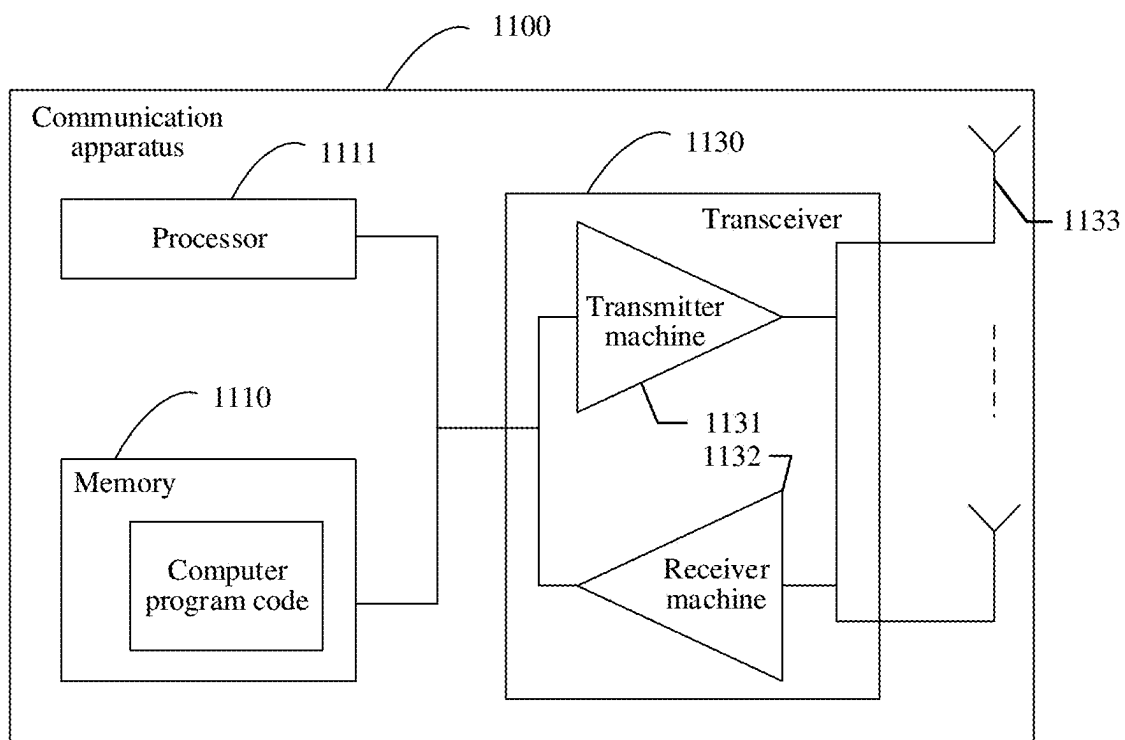 1100
Communication
apparatus
1111
Processor
1130
Transceiver
1133
Transmitter
machine
1110
1131
1132
Memory
Computer
program code
Receiver
machine